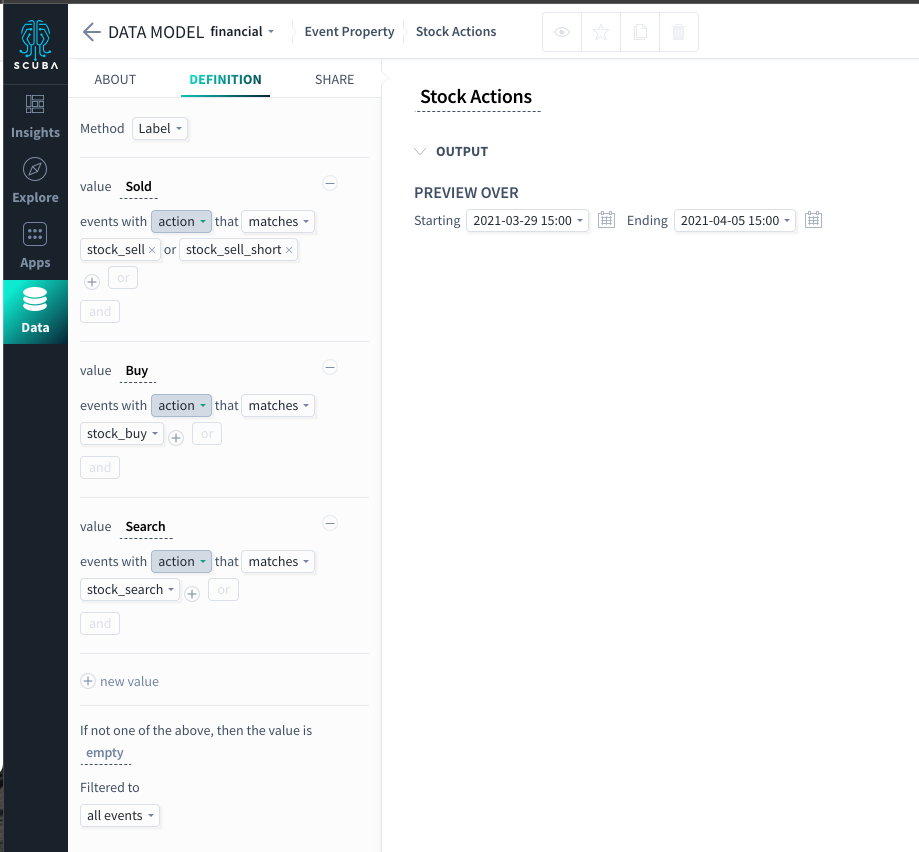 SCUBA
Insights
Explore
Apps
Data
DATA MODEL financial Event Property Stock Actions
ABOUT DEFINITION SHARE
Method Label
value Sold
events with action that matches
stock_sell × or stock_sell_short ×
or
and
value Buy
events with action that matches
stock_buy or
and
value Search
events with action that matches
stock_search or
and
new value
If not one of the above, then the value is
empty
Filtered to
all events
Stock Actions
OUTPUT
PREVIEW OVER
Starting 2021-03-29 15:00 Ending 2021-04-05 15:00